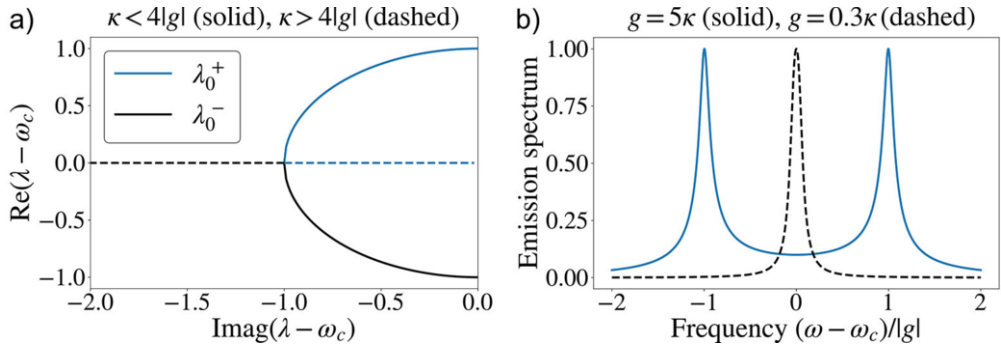 a)
κ < 4|g| (solid), κ > 4|g| (dashed)
1.0
0.5
0.0
−0.5
−1.0
Re(λ − ω_c)
λ₀⁺
λ₀⁻
−2.0 −1.5 −1.0 −0.5 0.0
Imag(λ − ω_c)
b)
g = 5κ (solid), g = 0.3κ (dashed)
1.00
0.75
0.50
0.25
0.00
Emission spectrum
−2 −1 0 1 2
Frequency (ω − ω_c)/|g|